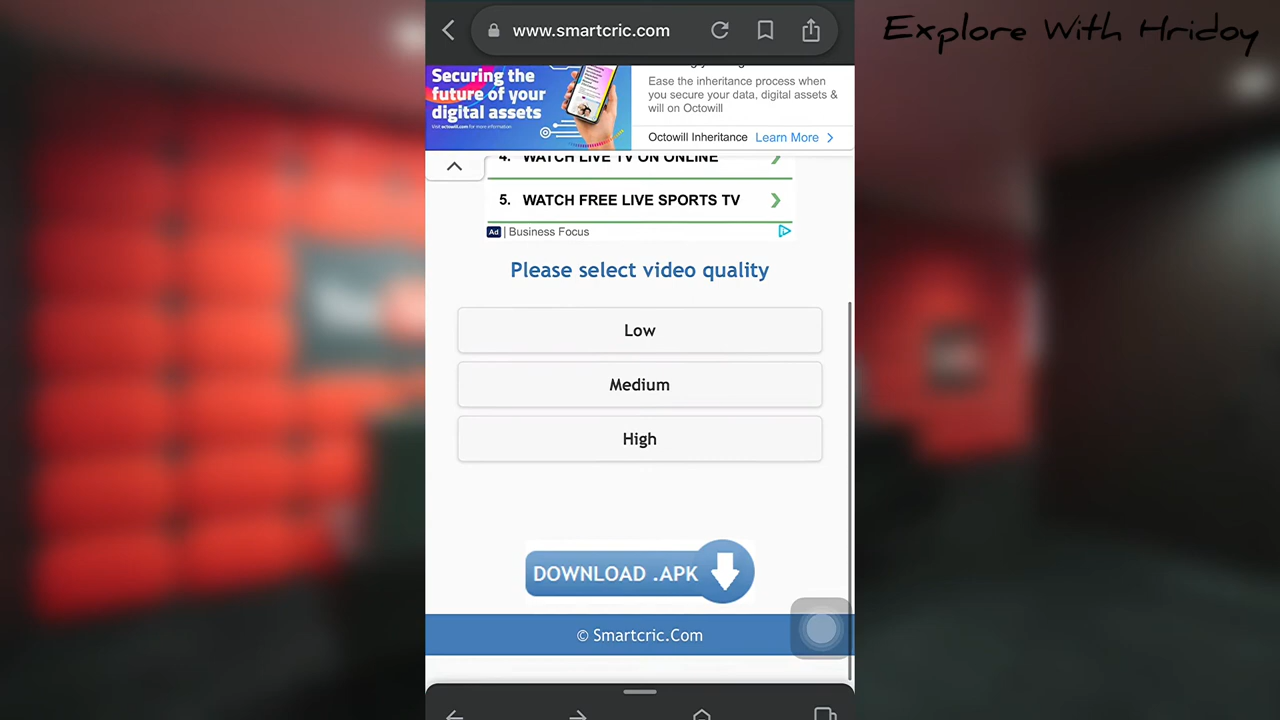 www.smartcric.com
Explore With Hridoy
Securing the
future of your
digital assets
Ease the inheritance process when
you secure your data, digital assets &
will on Octowill
Octowill Inheritance Learn More
4. WATCH LIVE TV ON ONLINE
5. WATCH FREE LIVE SPORTS TV
Ad | Business Focus
Please select video quality
Low
Medium
High
DOWNLOAD .APK
© Smartcric.Com